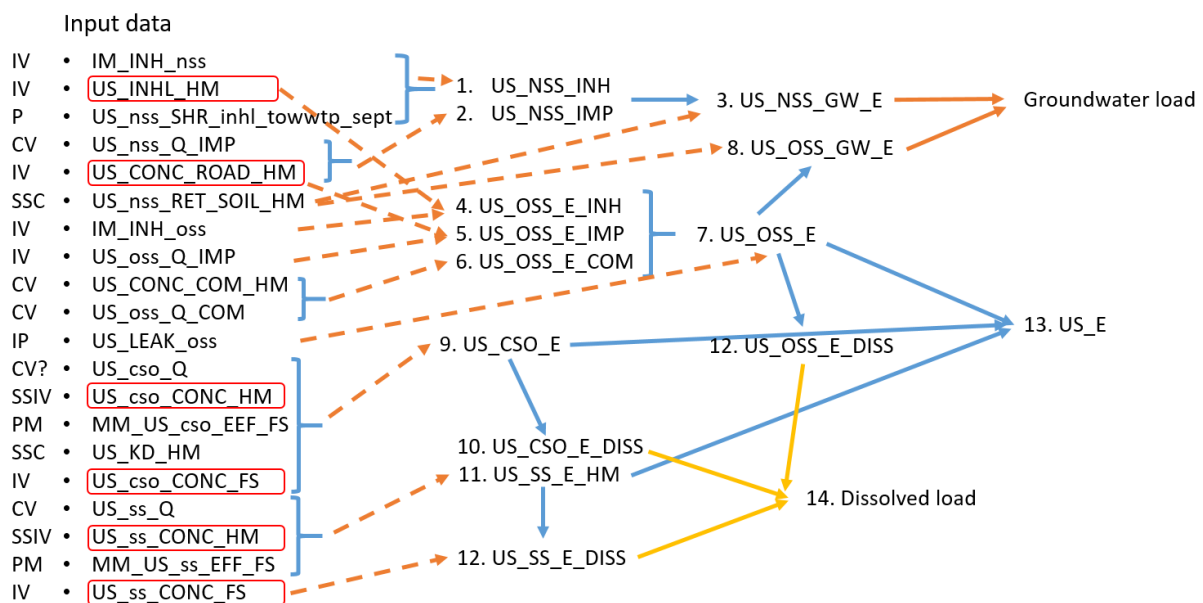 Input data
IV • IM_INH_nss
IV • US_INHL_HM
P • US_nss_SHR_inhl_towwtp_sept
CV • US_nss_Q_IMP
IV • US_CONC_ROAD_HM
SSC • US_nss_RET_SOIL_HM
IV • IM_INH_oss
IV • US_oss_Q_IMP
CV • US_CONC_COM_HM
CV • US_oss_Q_COM
IP • US_LEAK_oss
CV? • US_cso_Q
SSIV • US_cso_CONC_HM
PM • MM_US_cso_EEF_FS
SSC • US_KD_HM
IV • US_cso_CONC_FS
CV • US_ss_Q
SSIV • US_ss_CONC_HM
PM • MM_US_ss_EFF_FS
IV • US_ss_CONC_FS
1. US_NSS_INH
2. US_NSS_IMP
3. US_NSS_GW_E
Groundwater load
8. US_OSS_GW_E
4. US_OSS_E_INH
5. US_OSS_E_IMP
6. US_OSS_E_COM
7. US_OSS_E
13. US_E
9. US_CSO_E
12. US_OSS_E_DISS
10. US_CSO_E_DISS
11. US_SS_E_HM
14. Dissolved load
12. US_SS_E_DISS